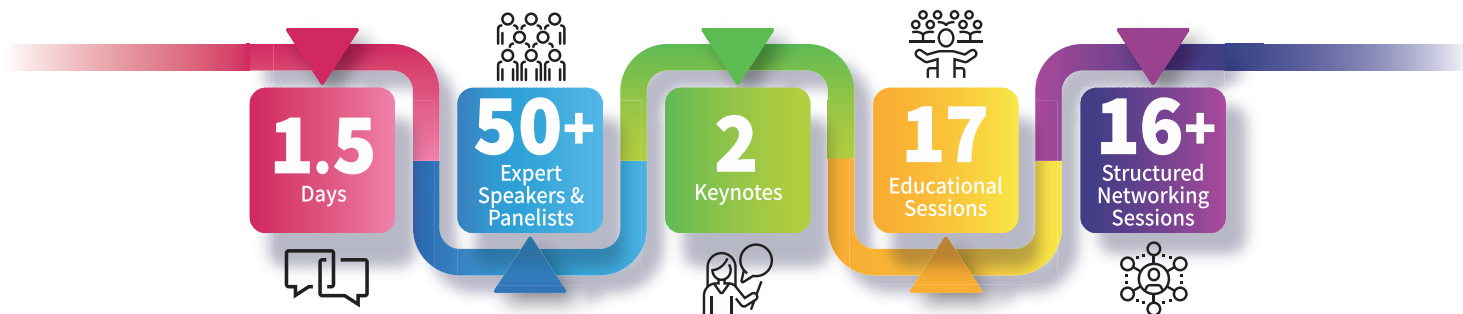 1.5
Days
50+
Expert
Speakers &
Panelists
2
Keynotes
17
Educational
Sessions
16+
Structured
Networking
Sessions